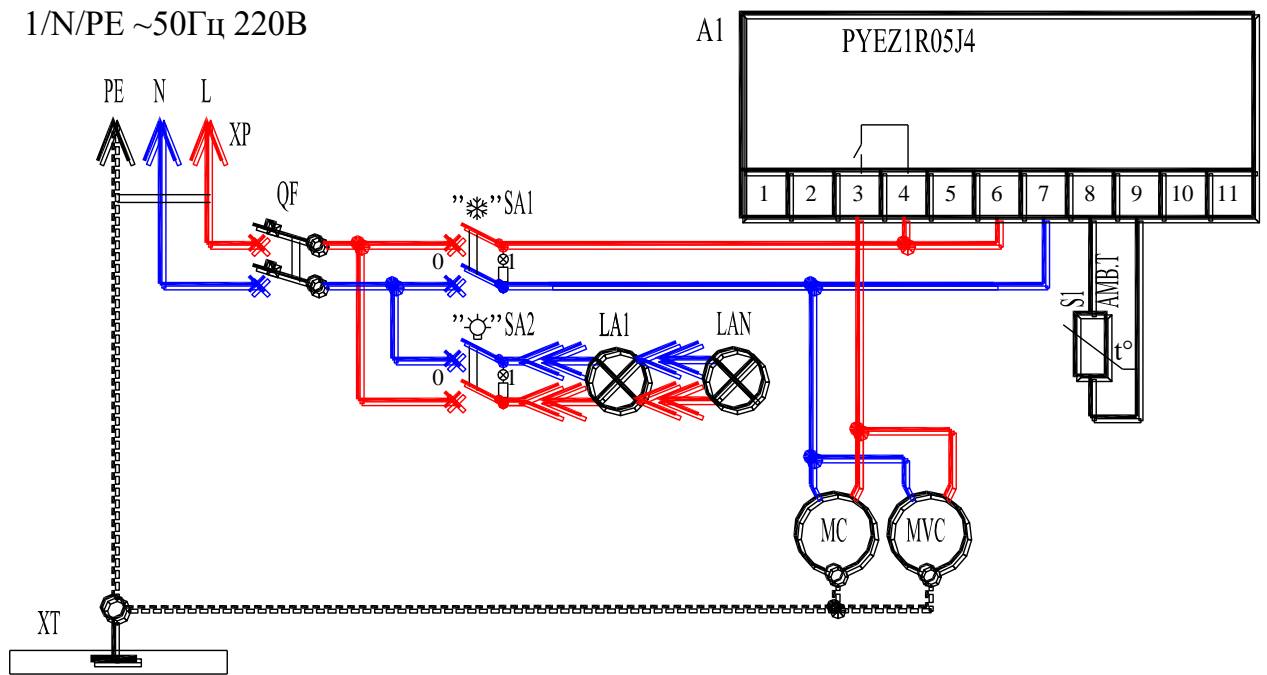 1/N/PE ~50Гц 220В
A1
PYEZ1R05J4
PE N L
XP
1 2 3 4 5 6 7 8 9 10 11
QF
"❄" SA1
0 1
"" SA2
LA1 LAN
0 1
S1
AMB.T
t°
MC MVC
XT